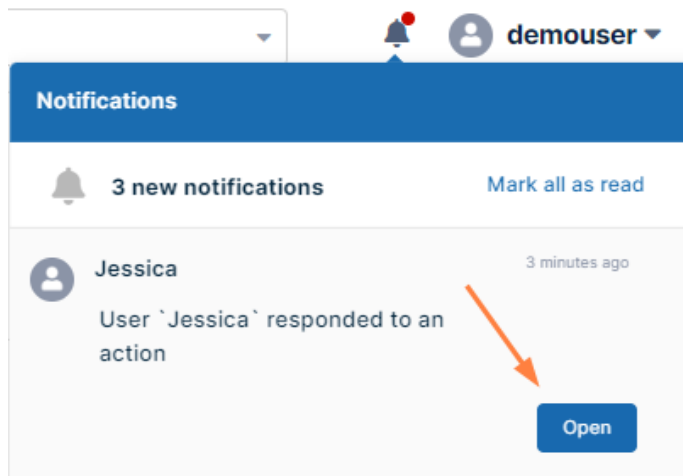 demouser
Notifications
3 new notifications
Mark all as read
Jessica
3 minutes ago
User `Jessica` responded to an
action
Open